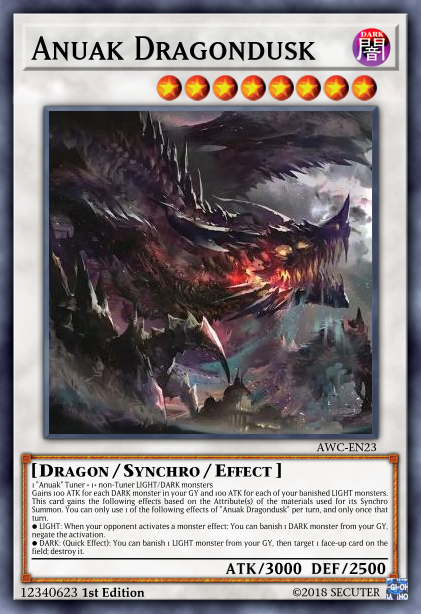 ANUAK DRAGONDUSK
DARK
闇
AWC-EN23
[DRAGON/SYNCHRO/EFFECT]
1 "Anuak" Tuner + 1+ non-Tuner LIGHT/DARK monsters
Gains 100 ATK for each DARK monster in your GY and 100 ATK for each of your banished LIGHT monsters.
This card gains the following effects based on the Attribute(s) of the materials used for its Synchro
Summon. You can only use 1 of the following effects of "Anuak Dragondusk" per turn, and only once that
turn.
● LIGHT: When your opponent activates a monster effect: You can banish 1 DARK monster from your GY,
negate the activation.
● DARK: (Quick Effect): You can banish 1 LIGHT monster from your GY, then target 1 face-up card on the
field; destroy it.
ATK/3000 DEF/2500
12340623 1st Edition
©2018 SECUTER